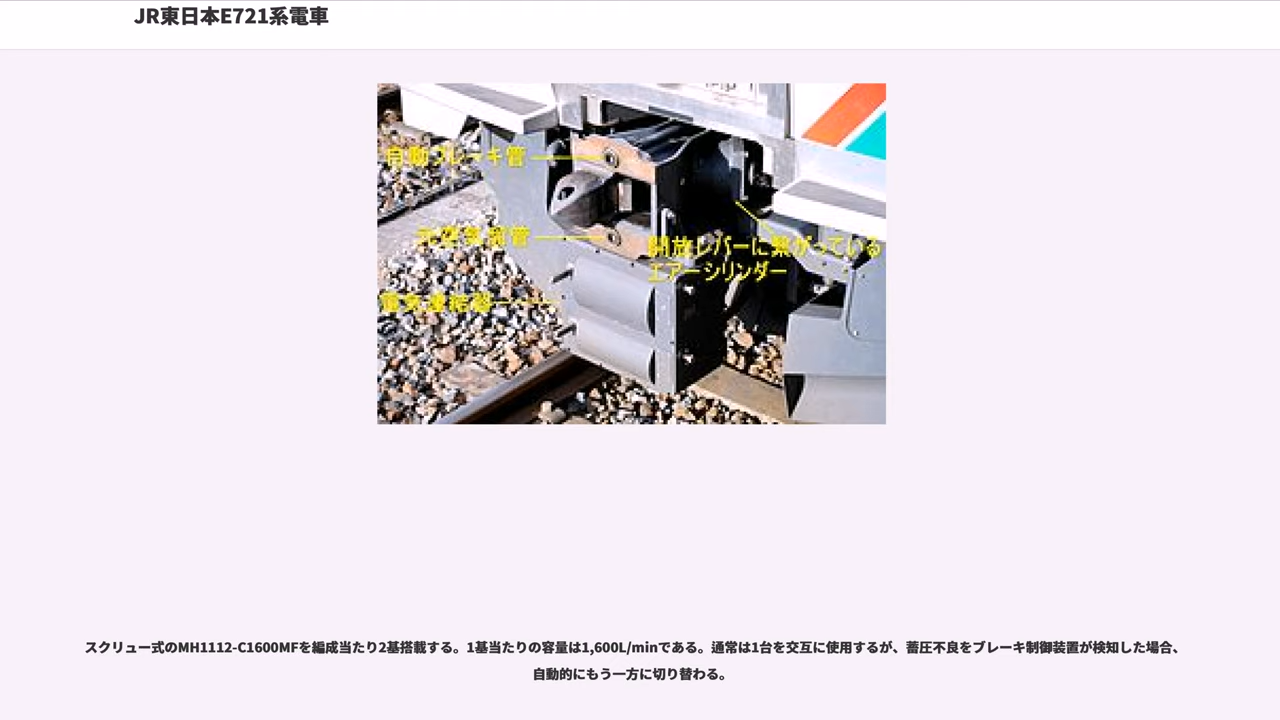 JR東日本E721系電車
自動ブレーキ管
元空気溜管
開放レバーに繋がっている
エアーシリンダー
電気連結器
スクリュー式のMH1112-C1600MFを編成当たり2基搭載する。1基当たりの容量は1,600L/minである。通常は1台を交互に使用するが、蓄圧不良をブレーキ制御装置が検知した場合、
自動的にもう一方に切り替わる。